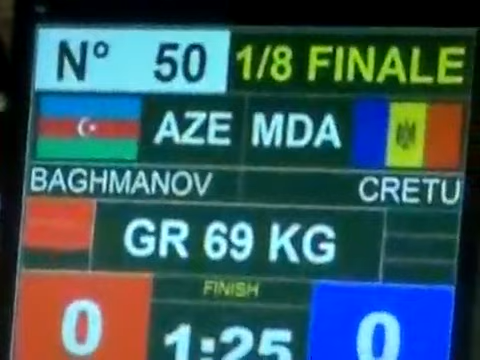 N° 50 1/8 FINALE
AZE MDA
BAGHMANOV CRETU
GR 69 KG
FINISH
0 1:25 0